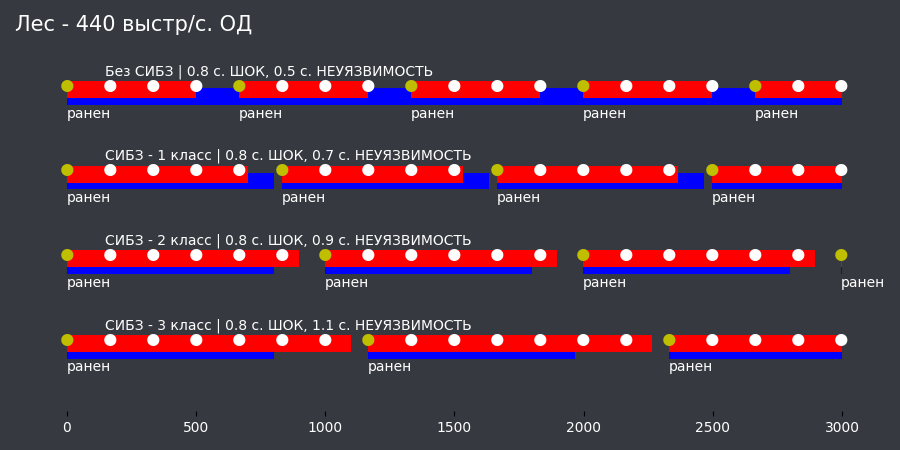 Лес - 440 выстр/с. ОД
Без СИБЗ | 0.8 с. ШОК, 0.5 с. НЕУЯЗВИМОСТЬ
ранен ранен ранен ранен ранен
СИБЗ - 1 класс | 0.8 с. ШОК, 0.7 с. НЕУЯЗВИМОСТЬ
ранен ранен ранен ранен
СИБЗ - 2 класс | 0.8 с. ШОК, 0.9 с. НЕУЯЗВИМОСТЬ
ранен ранен ранен ранен
СИБЗ - 3 класс | 0.8 с. ШОК, 1.1 с. НЕУЯЗВИМОСТЬ
ранен ранен ранен
0 500 1000 1500 2000 2500 3000